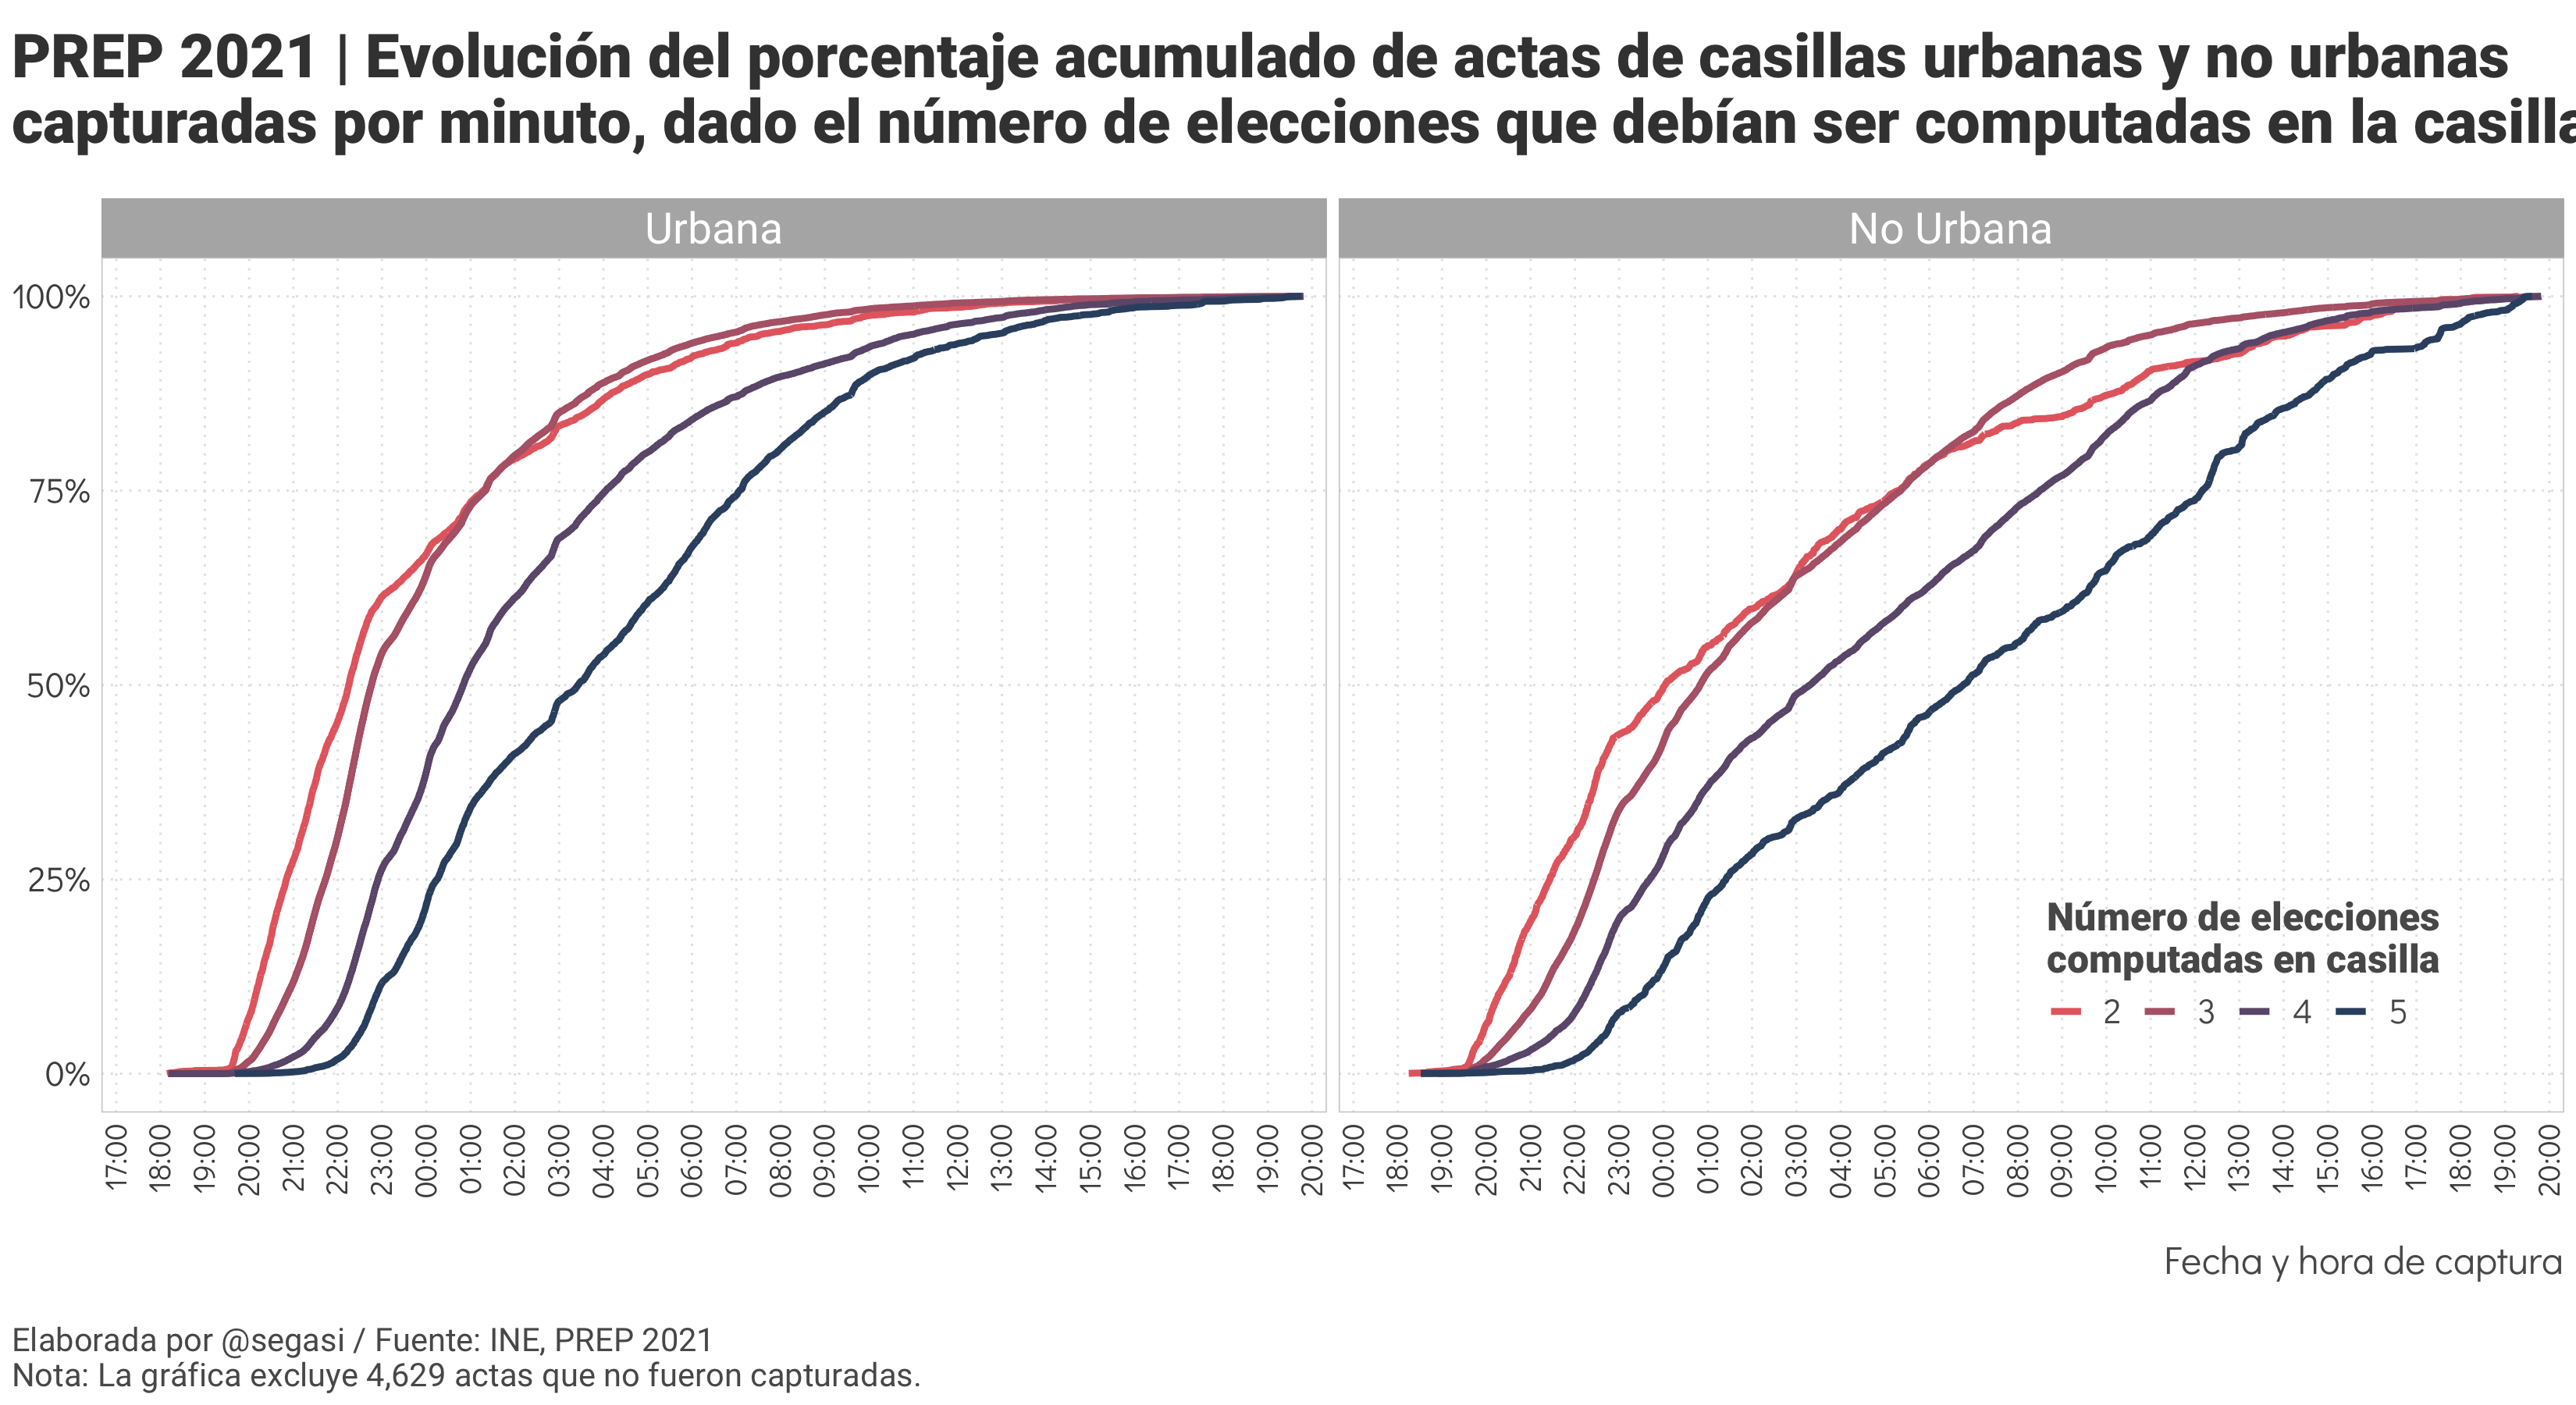 PREP 2021 | Evolución del porcentaje acumulado de actas de casillas urbanas y no urbanas
capturadas por minuto, dado el número de elecciones que debían ser computadas en la casilla
Urbana
No Urbana
100%
75%
50%
25%
0%
Número de elecciones
computadas en casilla
2 3 4 5
17:00 18:00 19:00 20:00 21:00 22:00 23:00 00:00 01:00 02:00 03:00 04:00 05:00 06:00 07:00 08:00 09:00 10:00 11:00 12:00 13:00 14:00 15:00 16:00 17:00 18:00 19:00 20:00
17:00 18:00 19:00 20:00 21:00 22:00 23:00 00:00 01:00 02:00 03:00 04:00 05:00 06:00 07:00 08:00 09:00 10:00 11:00 12:00 13:00 14:00 15:00 16:00 17:00 18:00 19:00 20:00
Fecha y hora de captura
Elaborada por @segasi / Fuente: INE, PREP 2021
Nota: La gráfica excluye 4,629 actas que no fueron capturadas.